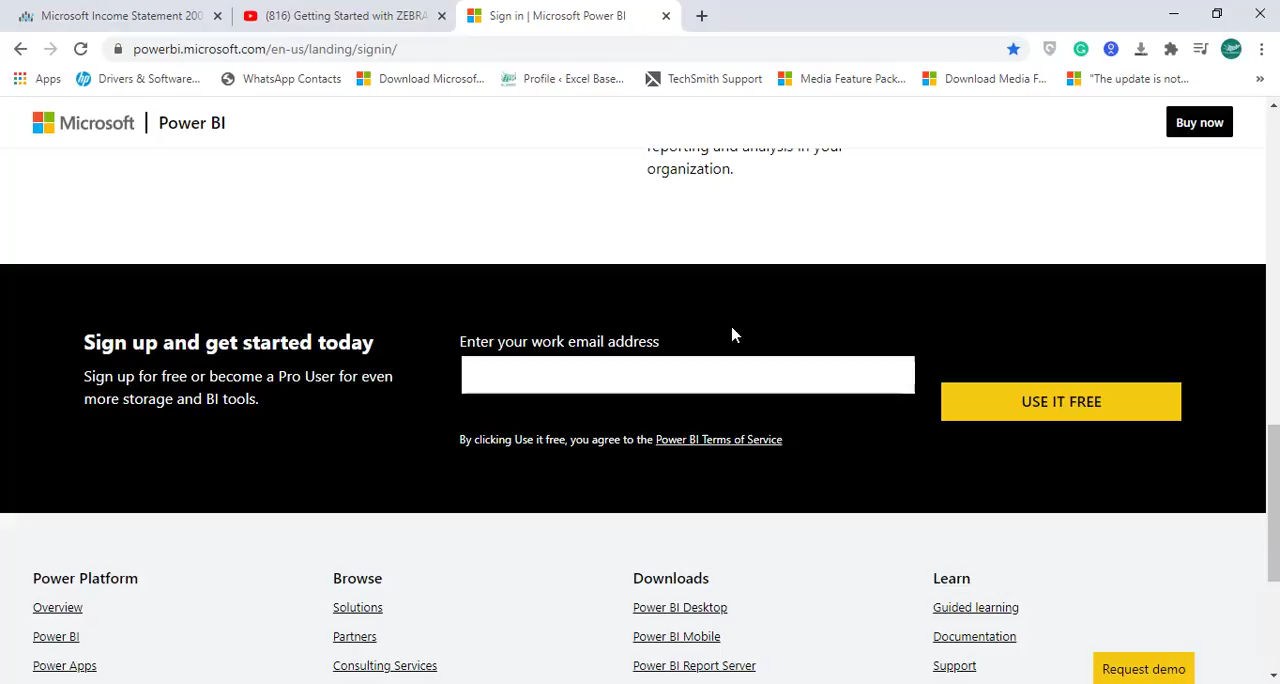 Microsoft Income Statement 200
(816) Getting Started with ZEBRA
Sign in | Microsoft Power BI
powerbi.microsoft.com/en-us/landing/signin/
Apps
Drivers & Software...
WhatsApp Contacts
Download Microsof...
Profile ‹ Excel Base...
TechSmith Support
Media Feature Pack...
Download Media F...
"The update is not...
»
Microsoft | Power BI
Buy now
reporting and analysis in your
organization.
Sign up and get started today
Sign up for free or become a Pro User for even
more storage and BI tools.
Enter your work email address
USE IT FREE
By clicking Use it free, you agree to the Power BI Terms of Service
Power Platform
Overview
Power BI
Power Apps
Browse
Solutions
Partners
Consulting Services
Downloads
Power BI Desktop
Power BI Mobile
Power BI Report Server
Learn
Guided learning
Documentation
Support
Request demo